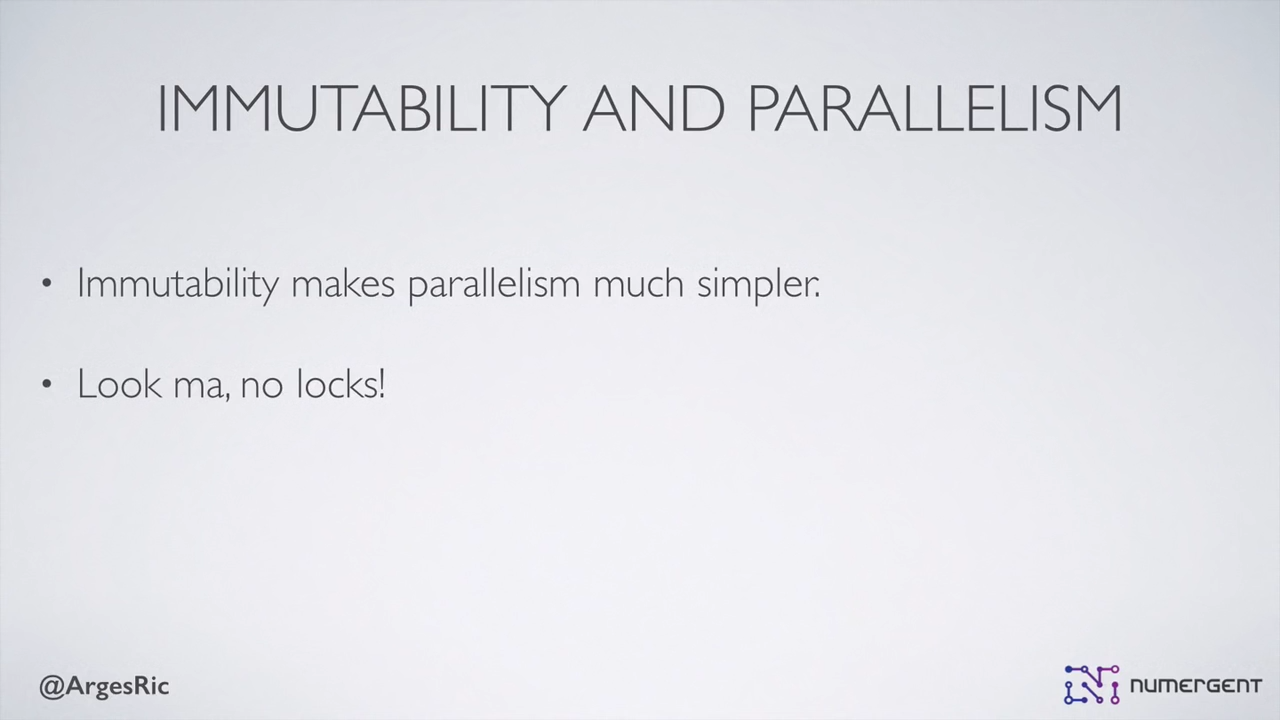 IMMUTABILITY AND PARALLELISM
• Immutability makes parallelism much simpler.
• Look ma, no locks!
@ArgesRic
NUMERGENT